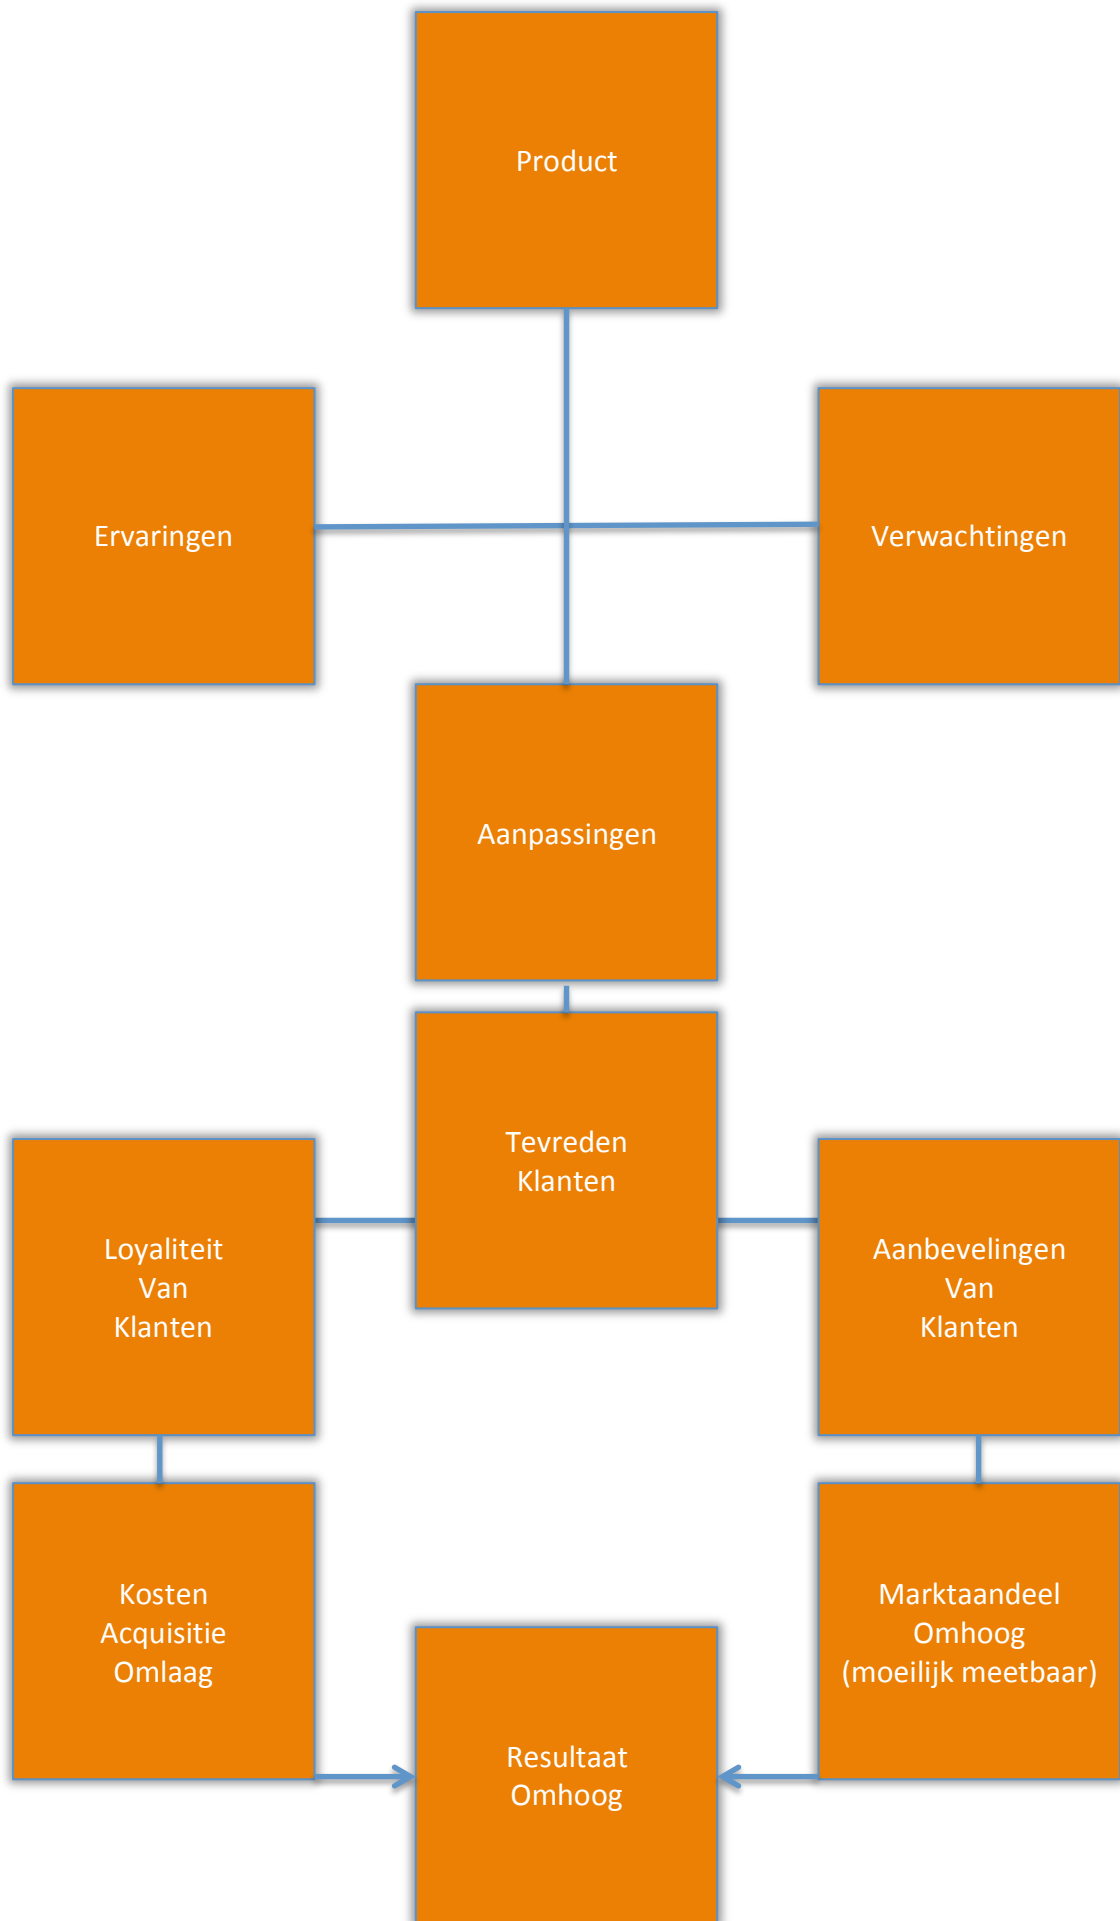 Product
Ervaringen
Verwachtingen
Aanpassingen
Tevreden
Klanten
Loyaliteit
Van
Klanten
Aanbevelingen
Van
Klanten
Kosten
Acquisitie
Omlaag
Marktaandeel
Omhoog
(moeilijk meetbaar)
Resultaat
Omhoog